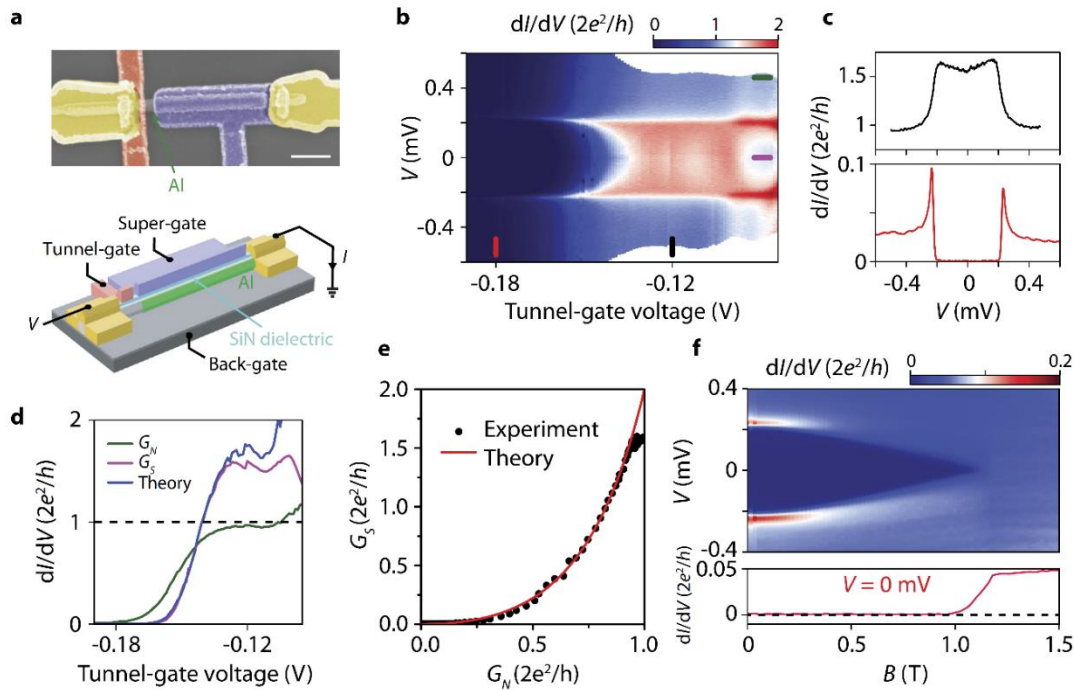 a
Al
Super-gate
Tunnel-gate
I
Al
V
SiN dielectric
Back-gate
b
dI/dV (2e²/h)
0 1 2
V (mV)
0.4
0
-0.4
-0.18 -0.12
Tunnel-gate voltage (V)
c
dI/dV (2e²/h)
1.5
1
0.1
0
-0.4 0 0.4
V (mV)
d
dI/dV (2e²/h)
2
1
0
G_N
G_S
Theory
-0.18 -0.12
Tunnel-gate voltage (V)
e
G_S (2e²/h)
2.0
1.5
1.0
0.5
0
Experiment
Theory
0 0.5 1.0
G_N (2e²/h)
f
dI/dV (2e²/h)
0 0.2
V (mV)
0.4
0
-0.4
dI/dV (2e²/h)
0.05
0
V = 0 mV
0 0.5 1.0 1.5
B (T)